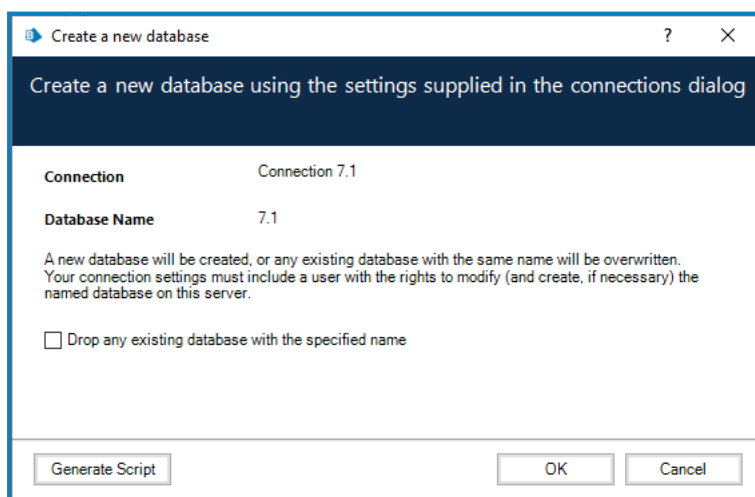 Create a new database
?
Create a new database using the settings supplied in the connections dialog
Connection Connection 7.1
Database Name 7.1
A new database will be created, or any existing database with the same name will be overwritten.
Your connection settings must include a user with the rights to modify (and create, if necessary) the
named database on this server.
Drop any existing database with the specified name
Generate Script OK Cancel